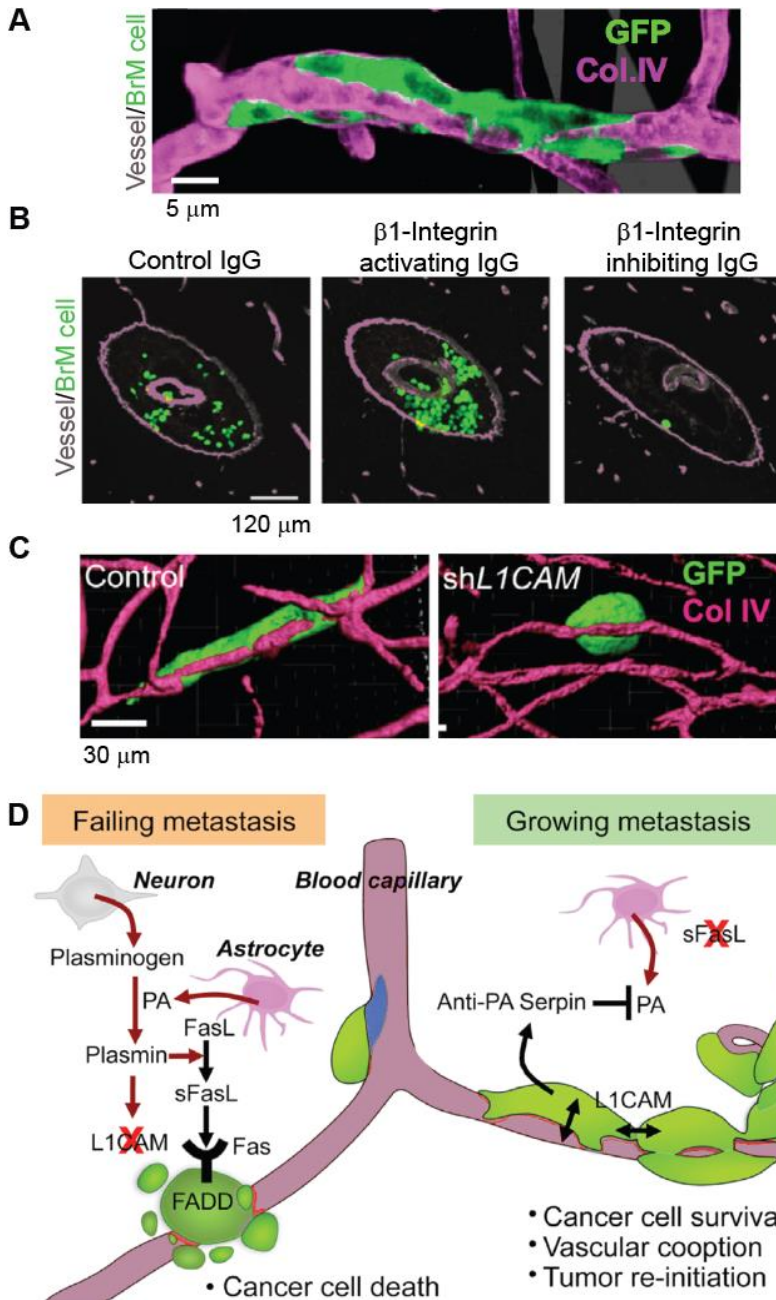 A
GFP
Col.IV
Vessel/BrM cell
5 μm
B
Control IgG
β1-Integrin
activating IgG
β1-Integrin
inhibiting IgG
Vessel/BrM cell
120 μm
C
Control
shL1CAM
GFP
Col IV
30 μm
D
Failing metastasis
Growing metastasis
Neuron
Blood capillary
Plasminogen
Astrocyte
sFasL
PA
FasL
Anti-PA Serpin
PA
Plasmin
sFasL
L1CAM
L1CAM
Fas
FADD
• Cancer cell death
• Cancer cell surviva
• Vascular cooption
• Tumor re-initiation